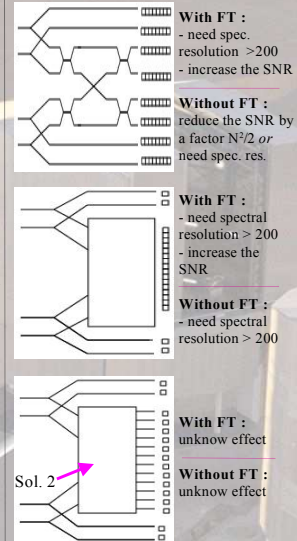 With FT :
- need spec.
resolution >200
- increase the SNR
Without FT :
reduce the SNR by
a factor N²/2 or
need spec. res.
With FT :
- need spectral
resolution > 200
- increase the
SNR
Without FT :
- need spectral
resolution > 200
With FT :
unknow effect
Without FT :
unknow effect
Sol. 2